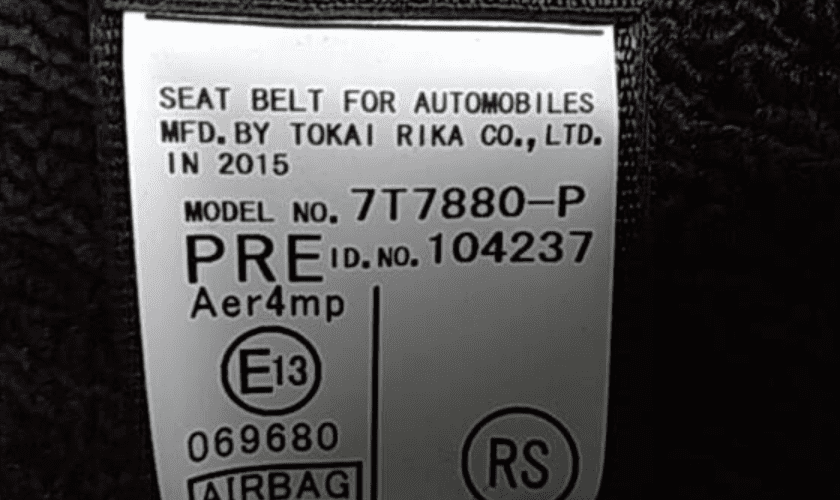 SEAT BELT FOR AUTOMOBILES
MFD. BY TOKAI RIKA CO., LTD.
IN 2015
MODEL NO. 7T7880-P
PRE ID. NO. 104237
Aer4mp
E13
069680
RS
AIRBAG